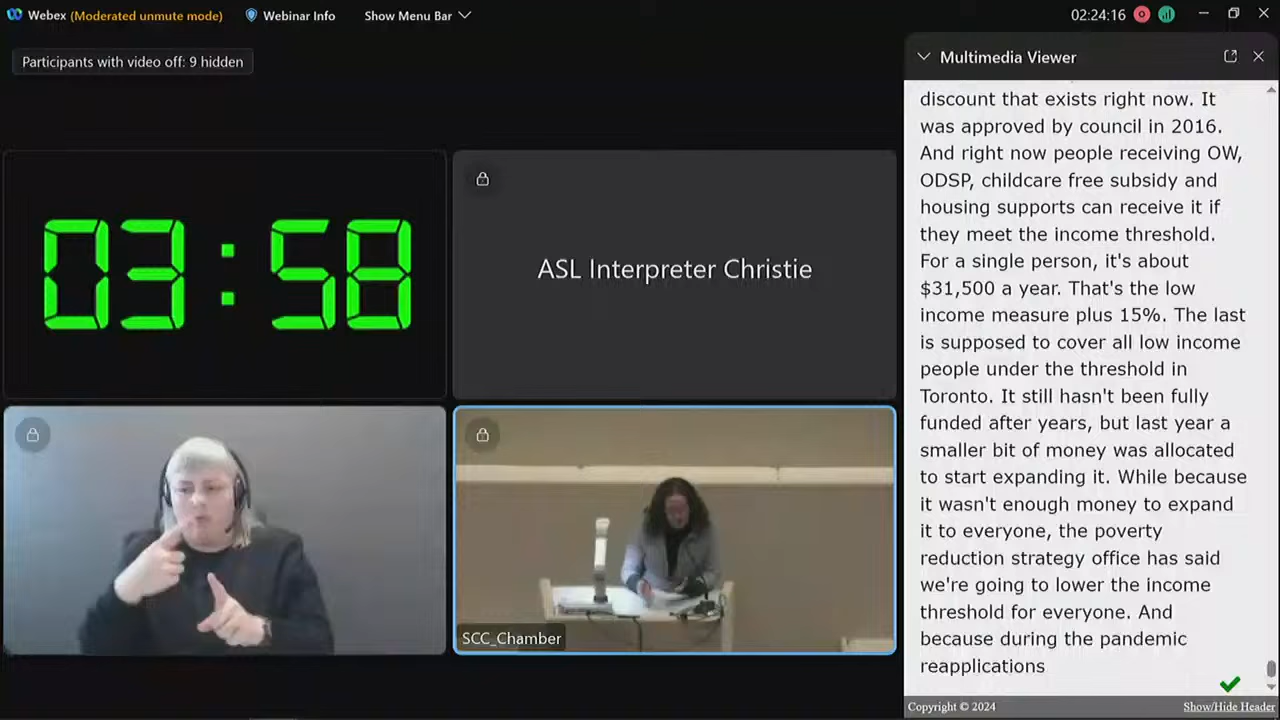 Webex (Moderated unmute mode) Webinar Info Show Menu Bar 02:24:16
Participants with video off: 9 hidden
Multimedia Viewer
03:58
ASL Interpreter Christie
SCC_Chamber
discount that exists right now. It
was approved by council in 2016.
And right now people receiving OW,
ODSP, childcare free subsidy and
housing supports can receive it if
they meet the income threshold.
For a single person, it's about
$31,500 a year. That's the low
income measure plus 15%. The last
is supposed to cover all low income
people under the threshold in
Toronto. It still hasn't been fully
funded after years, but last year a
smaller bit of money was allocated
to start expanding it. While because
it wasn't enough money to expand
it to everyone, the poverty
reduction strategy office has said
we're going to lower the income
threshold for everyone. And
because during the pandemic
reapplications
Copyright © 2024 Show/Hide Header